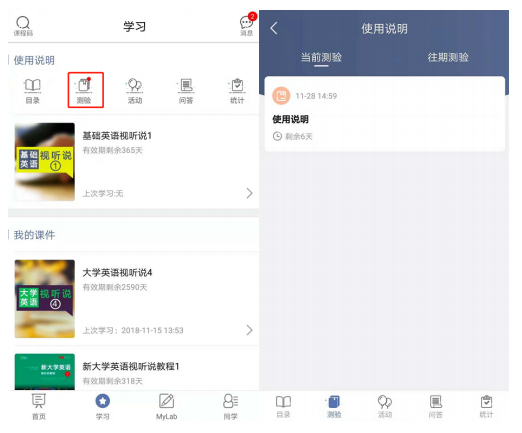 课程码
学习
2
消息
使用说明
目录
测验
活动
问答
统计
基础 视听说
英语 ①
基础英语视听说1
有效期剩余365天
上次学习:无
我的课件
大学 视听说
英语 ④
大学英语视听说4
有效期剩余2590天
上次学习：2018-11-15 13:53
新大学英语
新大学英语视听说教程1
有效期剩余318天
首页
学习
MyLab
同学
使用说明
当前测验
往期测验
11-28 14:59
使用说明
剩余6天
目录
测验
活动
问答
统计